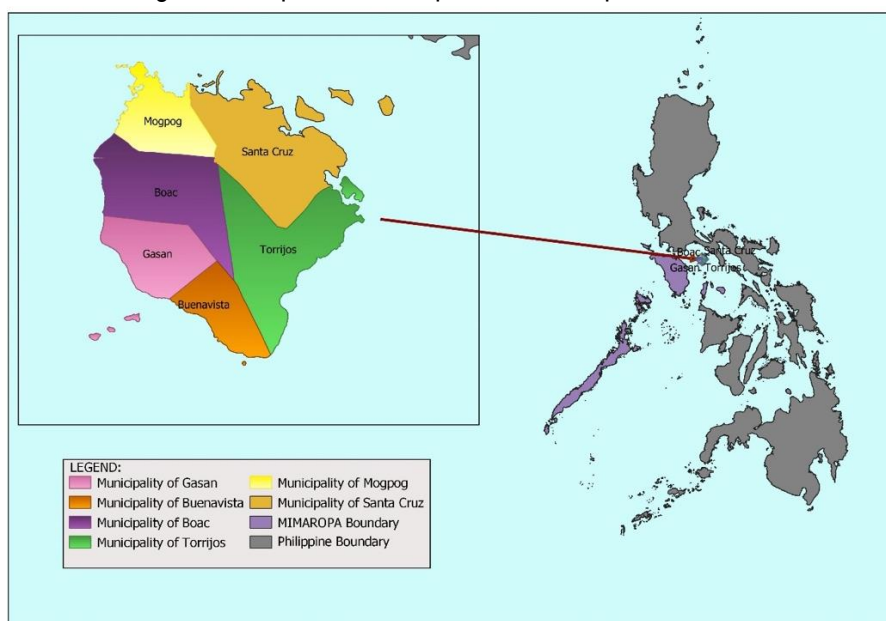 Mogpog
Santa Cruz
Boac
Gasan
Torrijos
Buenavista
Boac
Santa Cruz
Gasan
Torrijos
LEGEND:
Municipality of Gasan
Municipality of Mogpog
Municipality of Buenavista
Municipality of Santa Cruz
Municipality of Boac
MIMAROPA Boundary
Municipality of Torrijos
Philippine Boundary